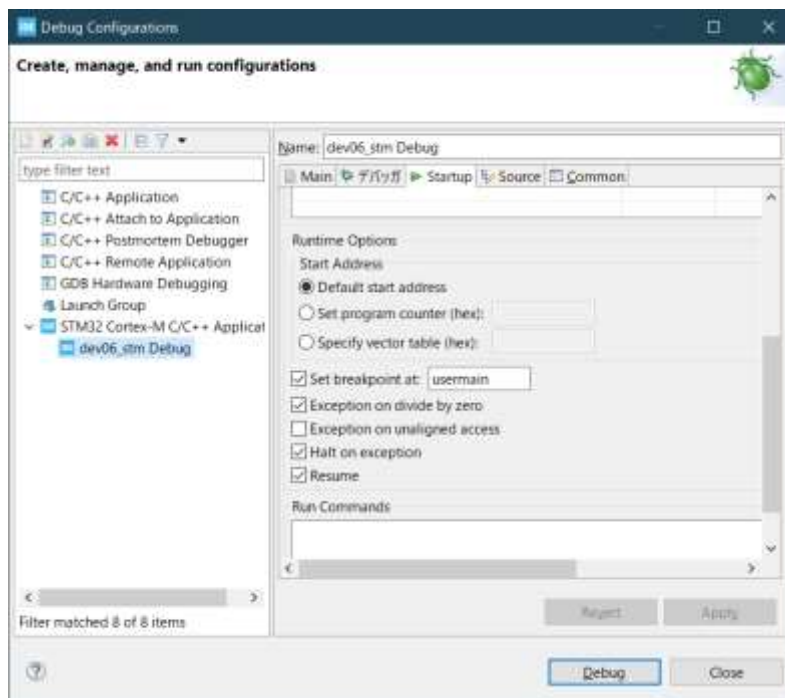 Debug Configurations
Create, manage, and run configurations
Name: dev06_stm Debug
type filter text
C/C++ Application
C/C++ Attach to Application
C/C++ Postmortem Debugger
C/C++ Remote Application
GDB Hardware Debugging
Launch Group
STM32 Cortex-M C/C++ Applicat
dev06_stm Debug
Filter matched 8 of 8 items
Main デバッガ Startup Source Common
Runtime Options
Start Address
Default start address
Set program counter (hex):
Specify vector table (hex):
Set breakpoint at: usermain
Exception on divide by zero
Exception on unaligned access
Halt on exception
Resume
Run Commands
Revert Apply
Debug Close